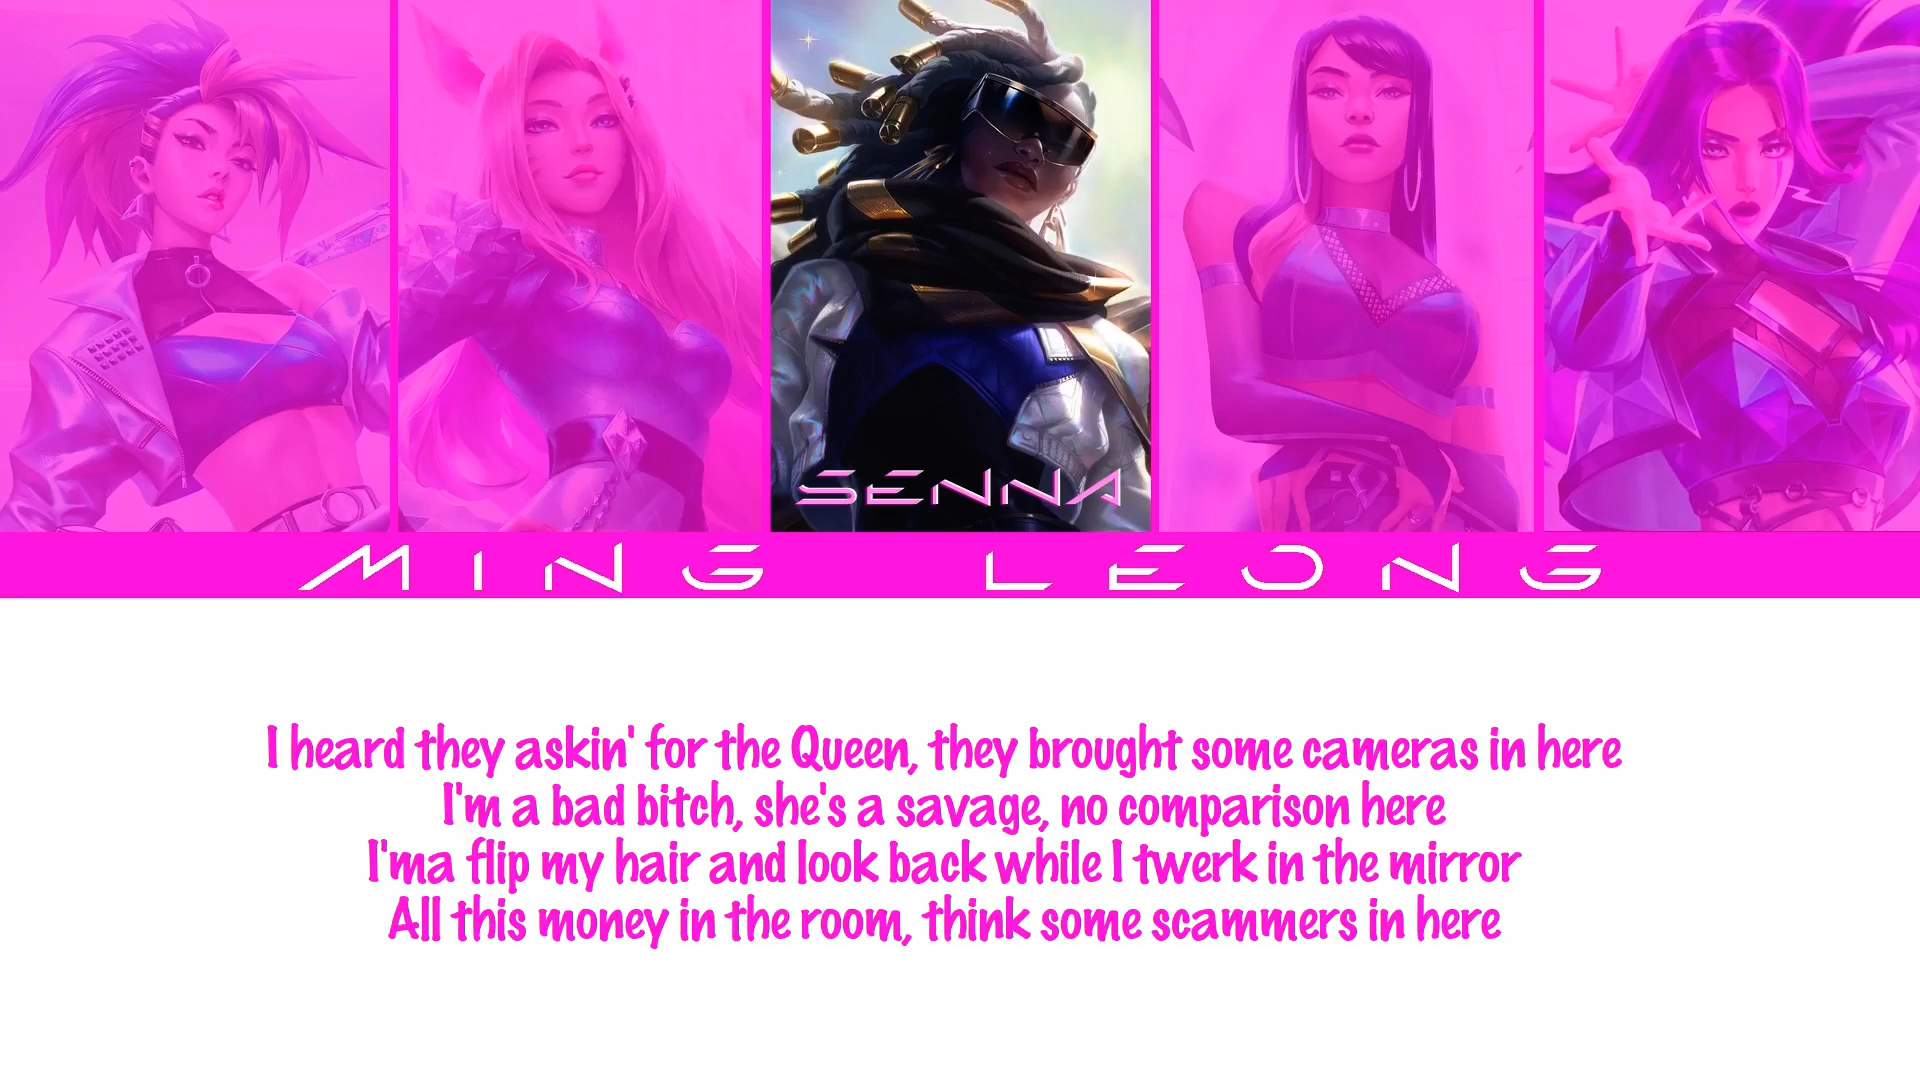 SENNA
MING LEONG
I heard they askin' for the Queen, they brought some cameras in here
I'm a bad bitch, she's a savage, no comparison here
I'ma flip my hair and look back while I twerk in the mirror
All this money in the room, think some scammers in here